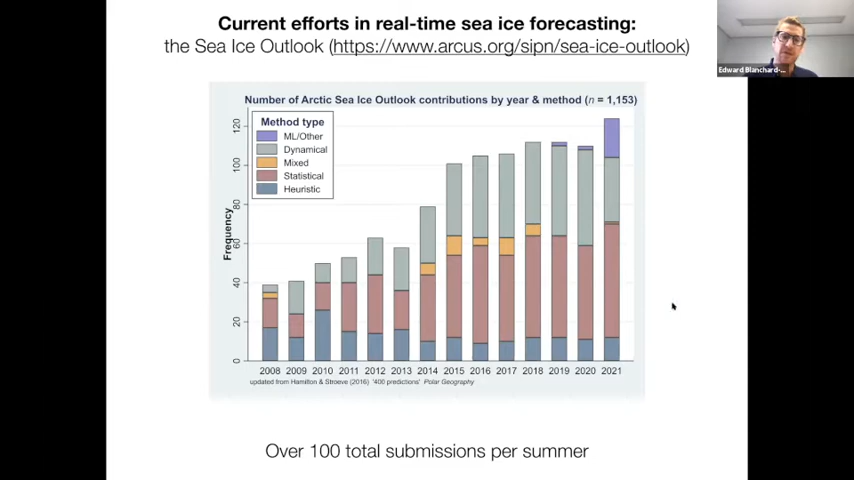 Current efforts in real-time sea ice forecasting:
the Sea Ice Outlook (https://www.arcus.org/sipn/sea-ice-outlook)
Edward Blanchard-...
Number of Arctic Sea Ice Outlook contributions by year & method (n = 1,153)
Method type
ML/Other
Dynamical
Mixed
Statistical
Heuristic
Frequency
120
100
80
60
40
20
0
2008 2009 2010 2011 2012 2013 2014 2015 2016 2017 2018 2019 2020 2021
updated from Hamilton & Stroeve (2016) '400 predictions' Polar Geography
Over 100 total submissions per summer